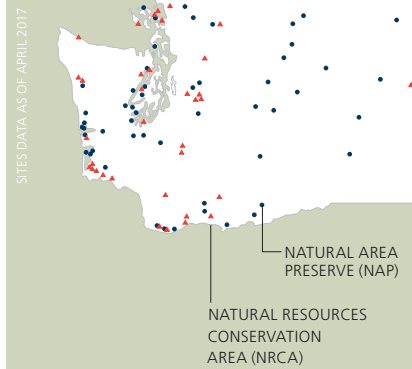 SITES DATA AS OF APRIL 2017
NATURAL AREA
PRESERVE (NAP)
NATURAL RESOURCES
CONSERVATION
AREA (NRCA)